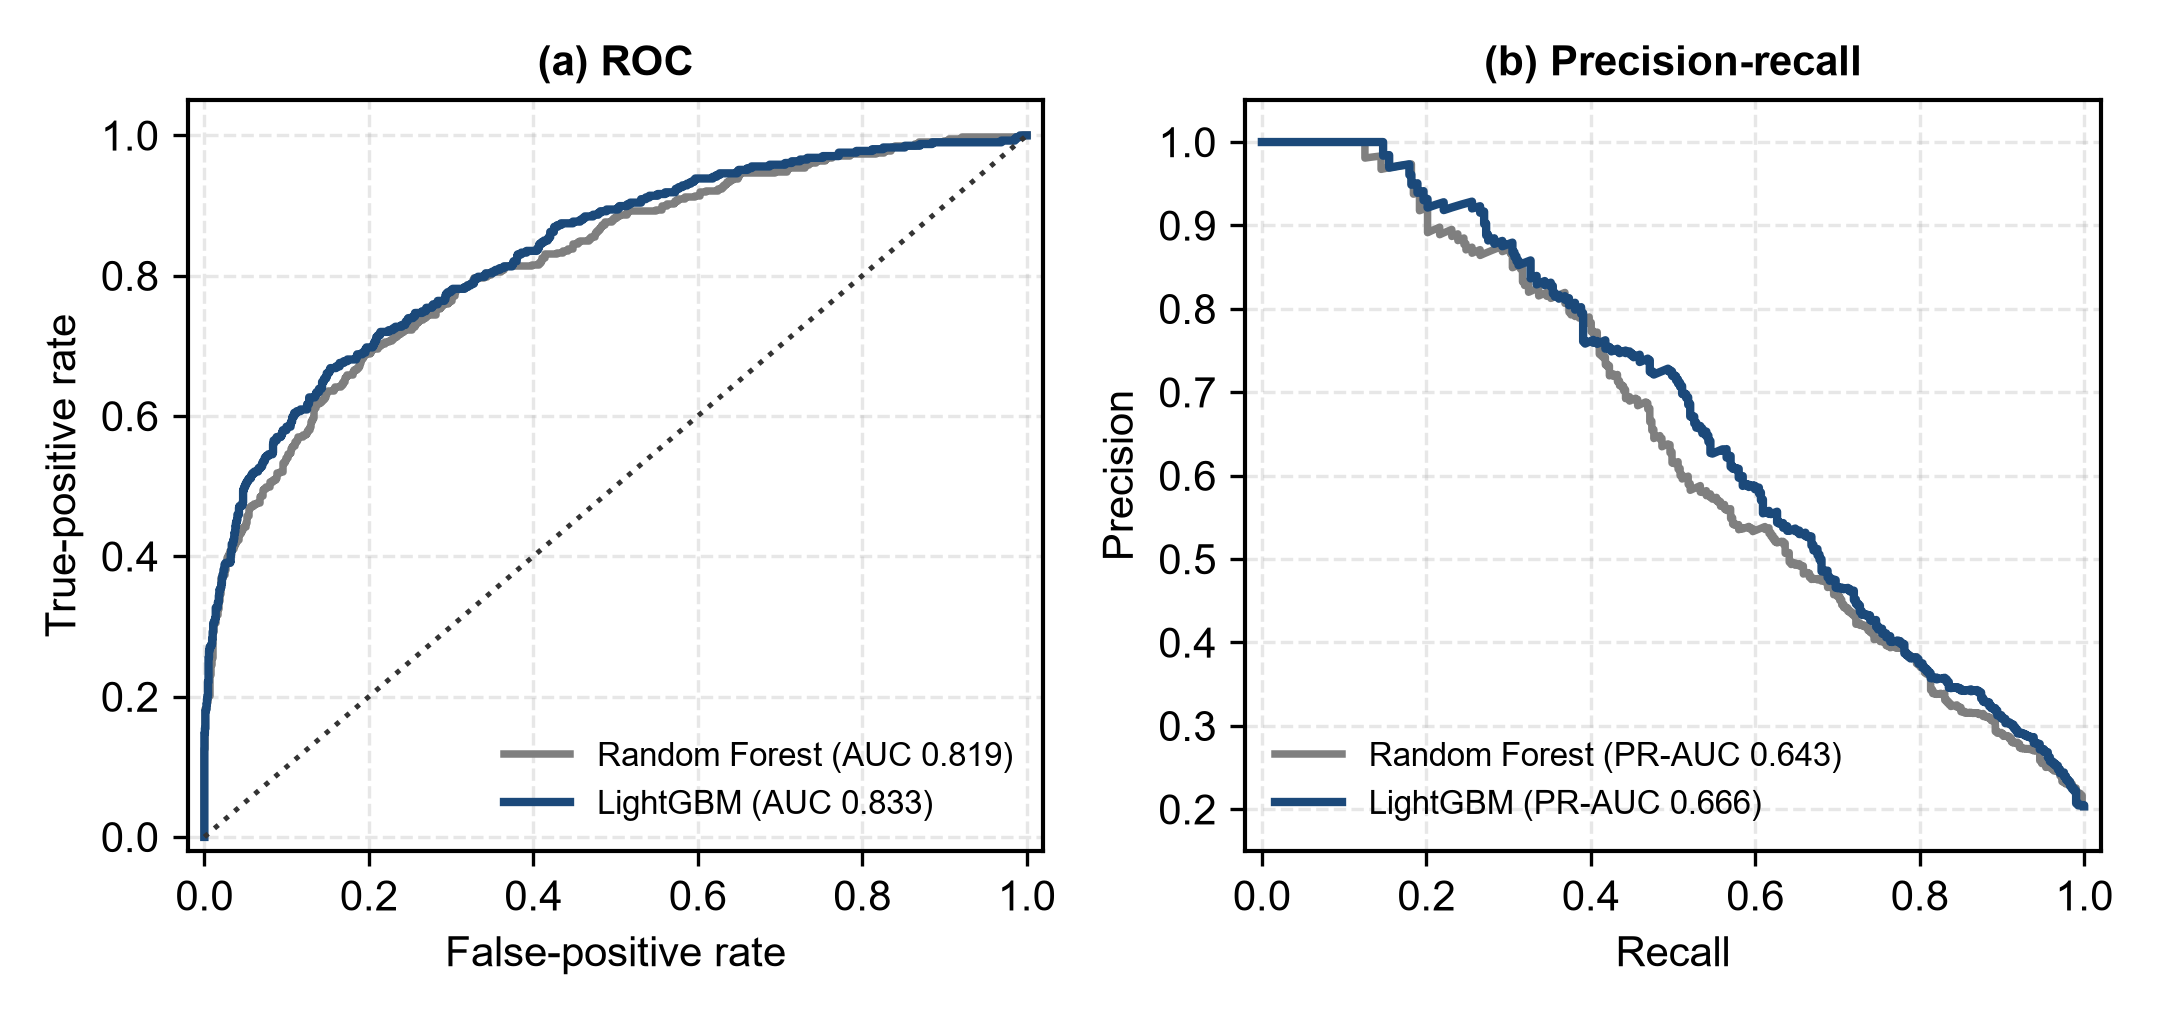 (a) ROC
True-positive rate
1.0
0.8
0.6
0.4
0.2
0.0
Random Forest (AUC 0.819)
LightGBM (AUC 0.833)
0.0 0.2 0.4 0.6 0.8 1.0
False-positive rate
(b) Precision-recall
Precision
1.0
0.9
0.8
0.7
0.6
0.5
0.4
0.3
0.2
Random Forest (PR-AUC 0.643)
LightGBM (PR-AUC 0.666)
0.0 0.2 0.4 0.6 0.8 1.0
Recall